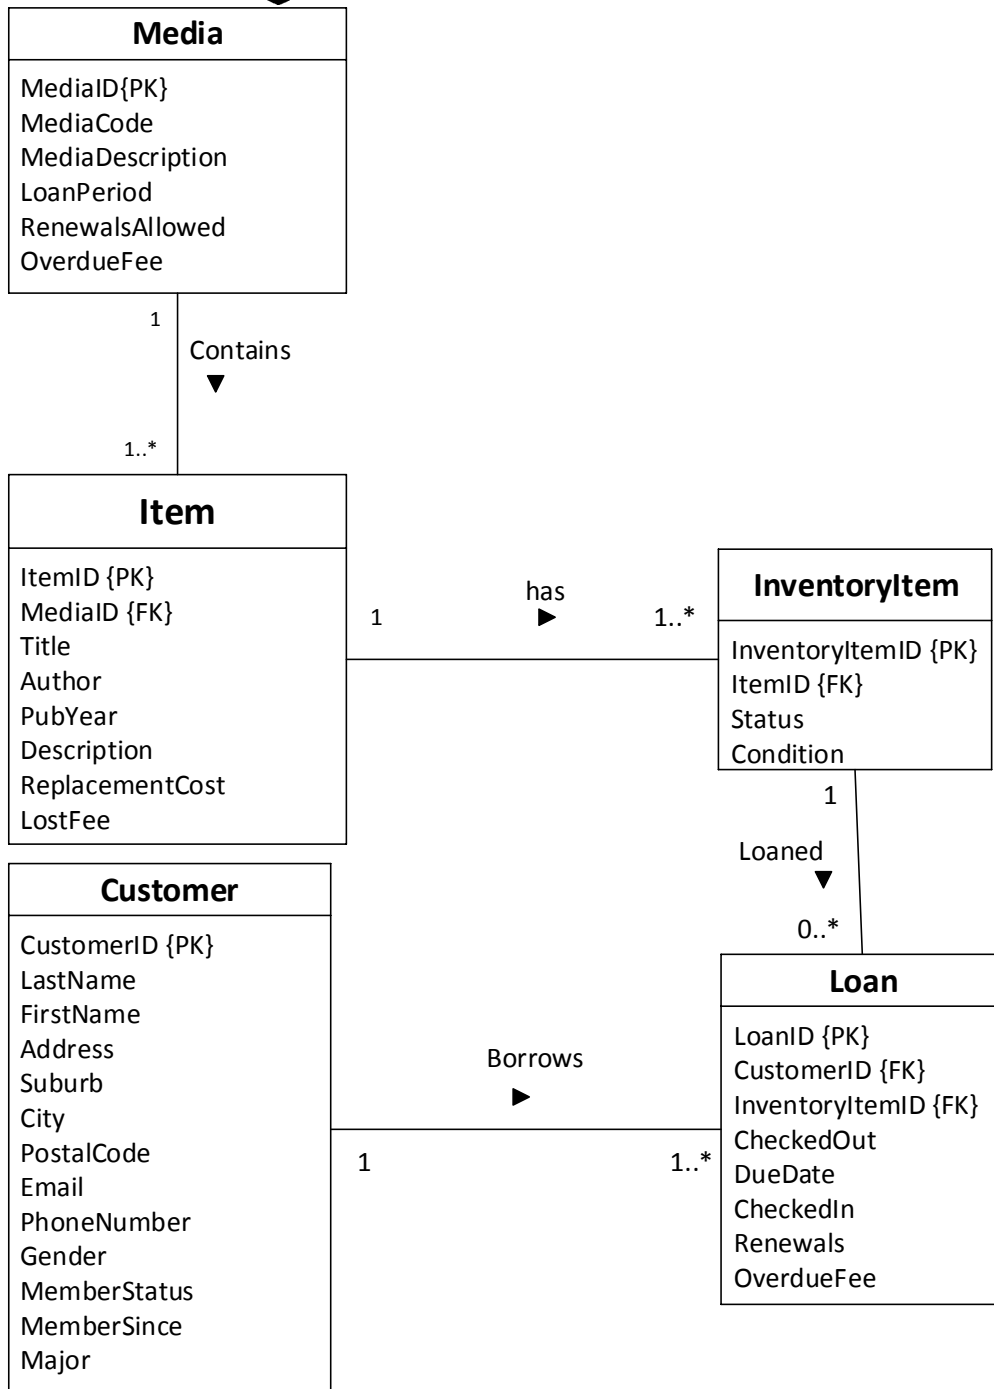 Media
MediaID{PK}
MediaCode
MediaDescription
LoanPeriod
RenewalsAllowed
OverdueFee
1
Contains
1..*
Item
ItemID {PK}
MediaID {FK}
Title
Author
PubYear
Description
ReplacementCost
LostFee
1
has
1..*
InventoryItem
InventoryItemID {PK}
ItemID {FK}
Status
Condition
1
Loaned
0..*
Customer
CustomerID {PK}
LastName
FirstName
Address
Suburb
City
PostalCode
Email
PhoneNumber
Gender
MemberStatus
MemberSince
Major
1
Borrows
1..*
Loan
LoanID {PK}
CustomerID {FK}
InventoryItemID {FK}
CheckedOut
DueDate
CheckedIn
Renewals
OverdueFee